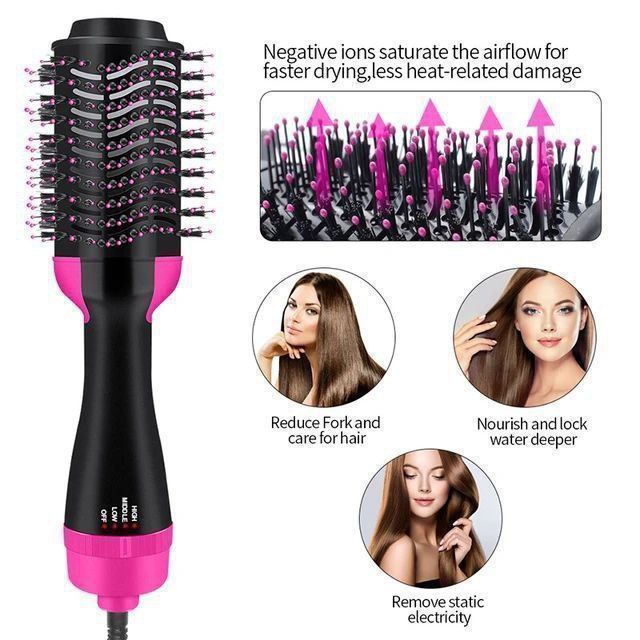 Negative ions saturate the airflow for
faster drying,less heat-related damage
Reduce Fork and
care for hair
Nourish and lock
water deeper
HIGH
MIDDLE
LOW
OFF
Remove static
electricity